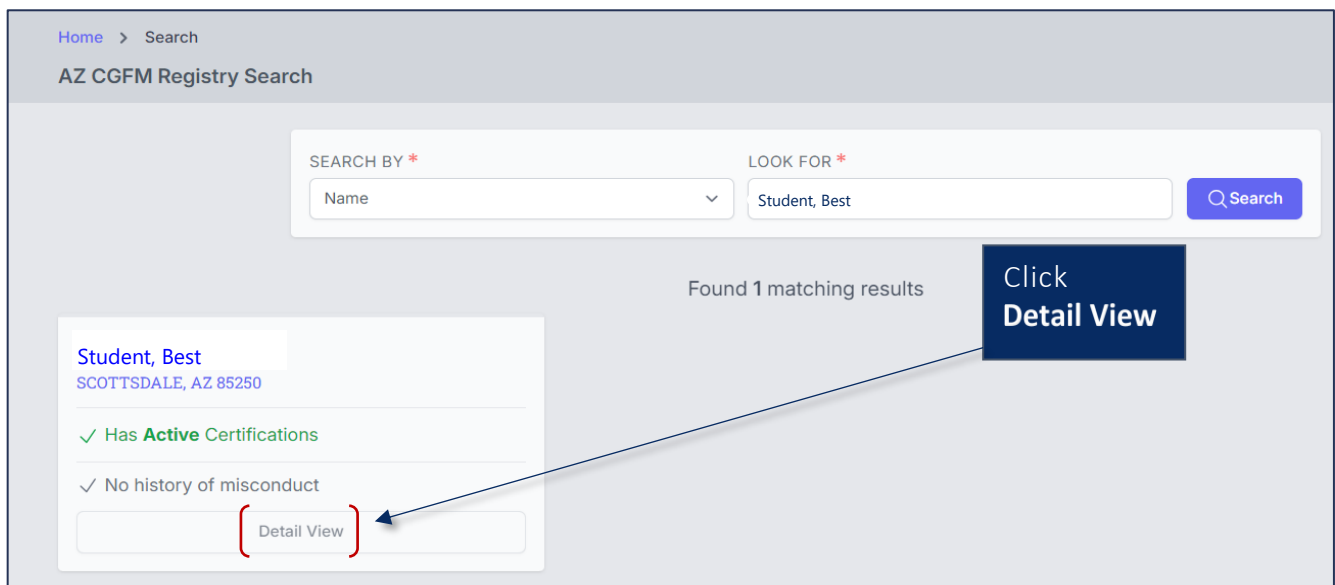 Home > Search
AZ CGFM Registry Search
SEARCH BY *
LOOK FOR *
Name
Student, Best
Search
Found 1 matching results
Click
Detail View
Student, Best
SCOTTSDALE, AZ 85250
Has Active Certifications
No history of misconduct
Detail View